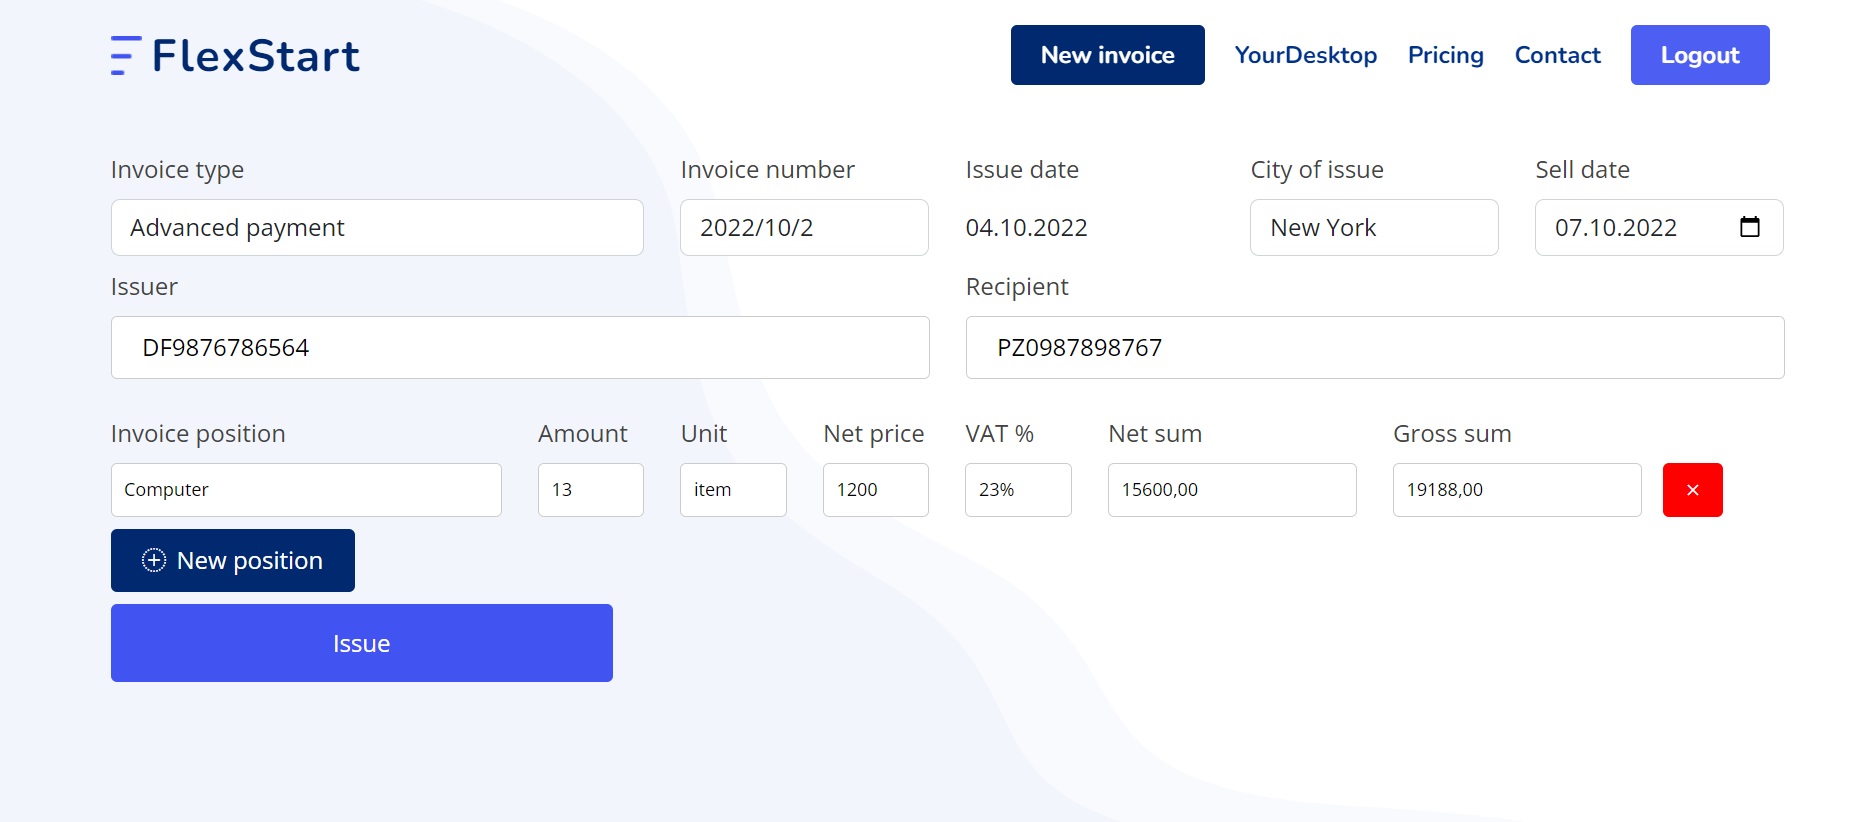 FlexStart New invoice YourDesktop Pricing Contact Logout
Invoice type Invoice number Issue date City of issue Sell date
Advanced payment 2022/10/2 04.10.2022 New York 07.10.2022
Issuer Recipient
DF9876786564 PZ0987898767
Invoice position Amount Unit Net price VAT % Net sum Gross sum
Computer 13 item 1200 23% 15600,00 19188,00 ×
New position
Issue